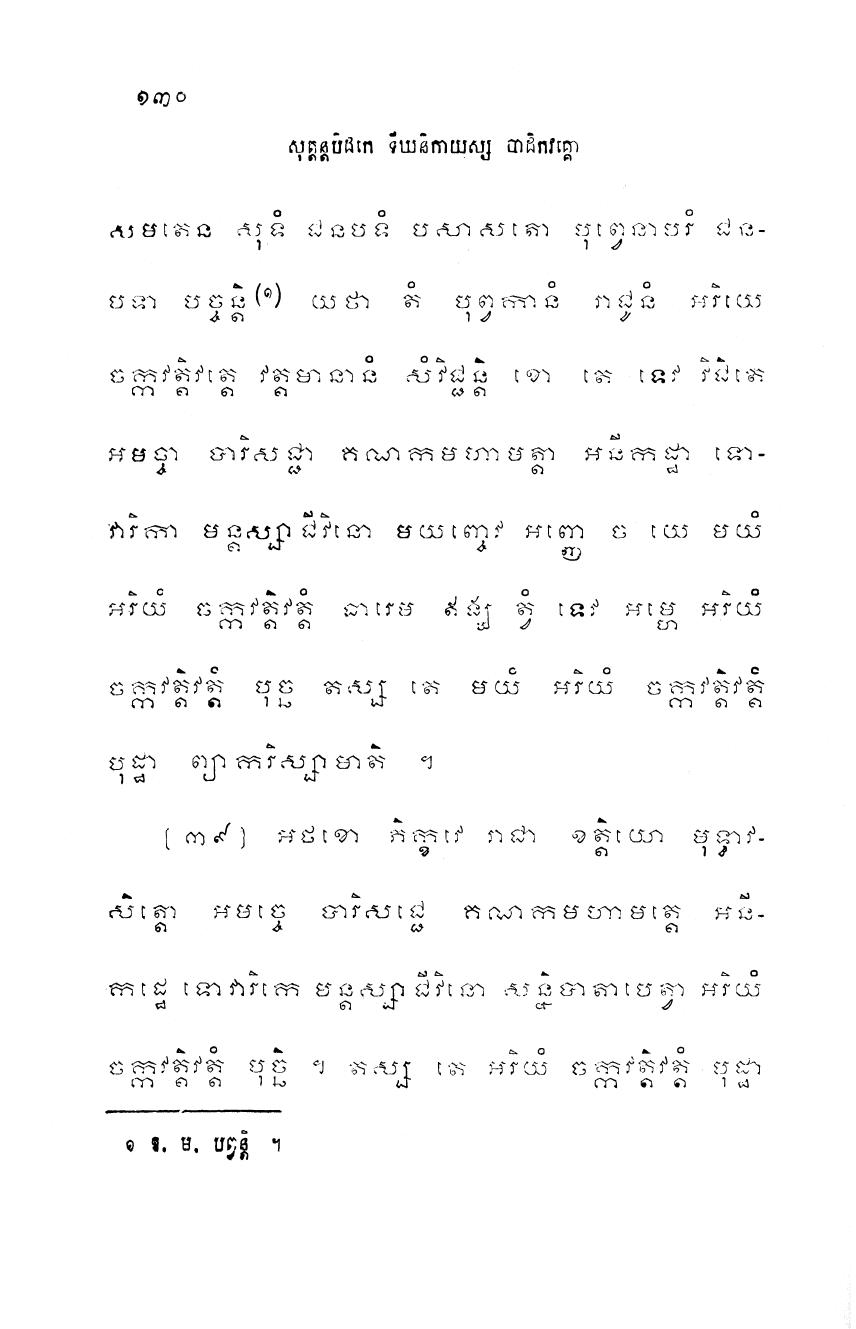 ១៣០
សុត្តន្តបិដកេ ទីឃនិកាយស្ស បាដិកវគ្គោ
សមតេន សុទំ ជនបទំ បសាសតោ បុព្វេនាបរំ ជន-
បទា បច្ចន្តិ(១) យថា តំ បុព្វកានំ រាជូនំ អរិយេ
ចក្កវត្តិវត្តេ វត្តមានានំ សំវិជ្ជន្តិ ខោ តេ ទេវ វិជិតេ
អមច្ចា បារិសជ្ជា គណកមហាមត្តា អនីកដ្ឋា ទោ-
វារិកា មន្តស្សាជីវិនោ មយញ្ចេវ អញ្ញេ ច យេ មយំ
អរិយំ ចក្កវត្តិវត្តំ ធារេម ឥង្ឃ ត្វំ ទេវ អម្ហេ អរិយំ
ចក្កវត្តិវត្តំ បុច្ឆ តស្ស តេ មយំ អរិយំ ចក្កវត្តិវត្តំ
បុដ្ឋា ព្យាករិស្សាមាតិ ។
[៣៩] អថខោ ភិក្ខវេ រាជា ខត្តិយោ មុទ្ធាវ-
សិត្តោ អមច្ចេ បារិសជ្ជេ គណកមហាមត្តេ អនី-
កដ្ឋេ ទោវារិកេ មន្តស្សាជីវិនោ សន្និបាតាបេត្វា អរិយំ
ចក្កវត្តិវត្តំ បុច្ឆិ ។ តស្ស តេ អរិយំ ចក្កវត្តិវត្តំ បុដ្ឋា
១ ឱ. ម. បព្វន្តិ ។